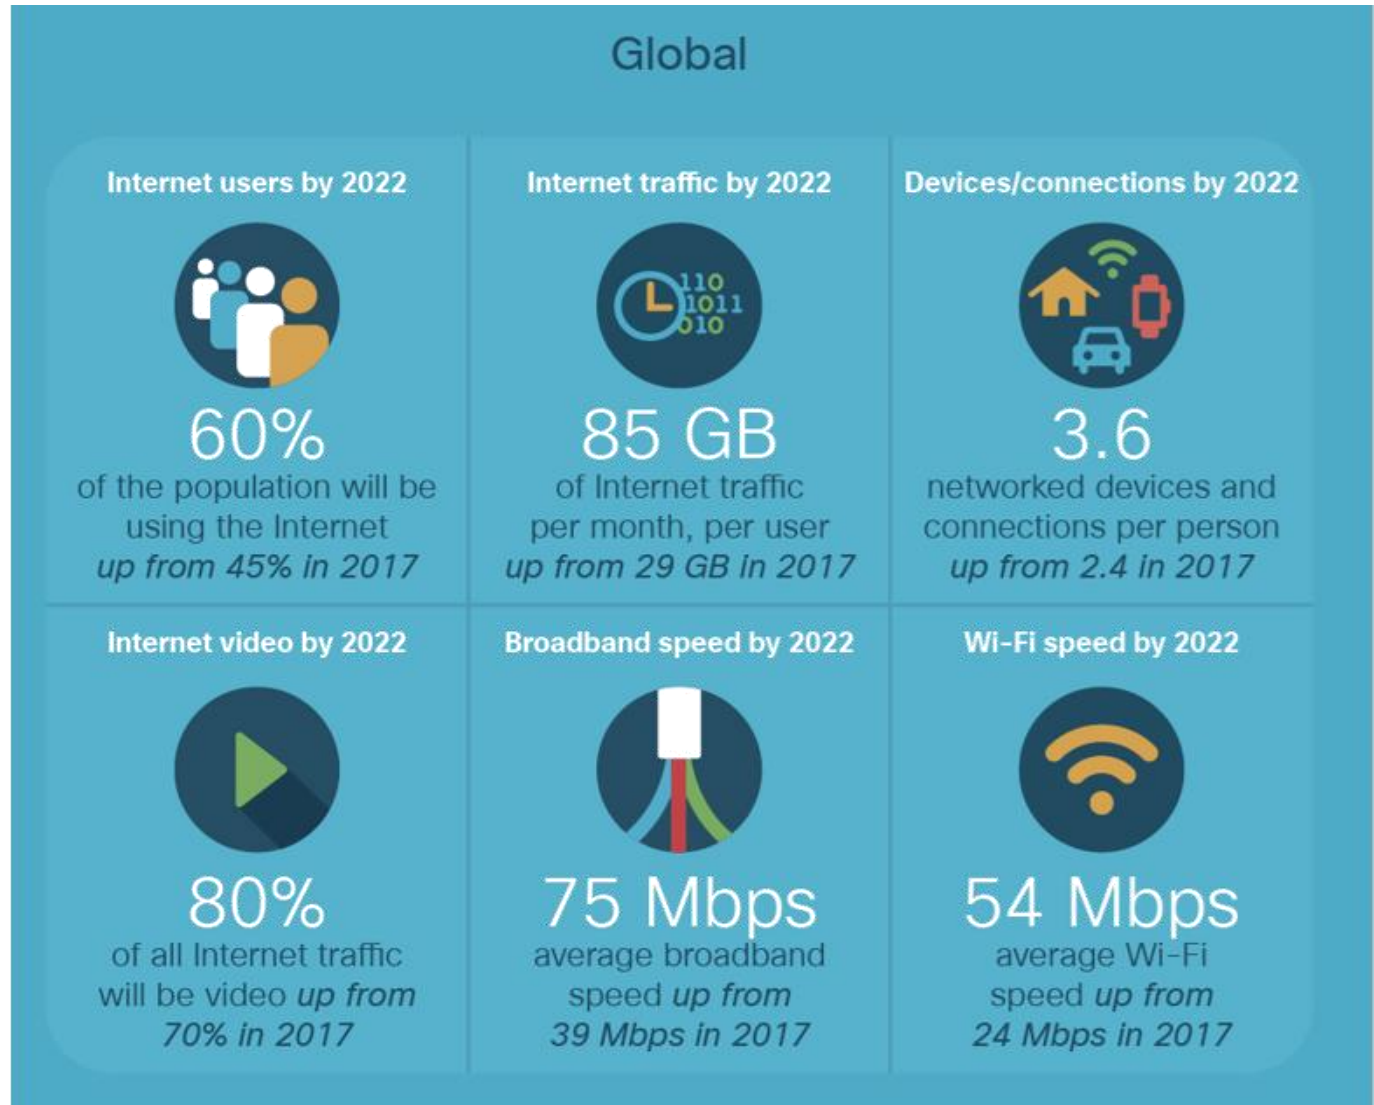 Global
Internet users by 2022
60%
of the population will be
using the Internet
up from 45% in 2017
Internet traffic by 2022
110
1011
010
85 GB
of Internet traffic
per month, per user
up from 29 GB in 2017
Devices/connections by 2022
3.6
networked devices and
connections per person
up from 2.4 in 2017
Internet video by 2022
80%
of all Internet traffic
will be video up from
70% in 2017
Broadband speed by 2022
75 Mbps
average broadband
speed up from
39 Mbps in 2017
Wi-Fi speed by 2022
54 Mbps
average Wi-Fi
speed up from
24 Mbps in 2017